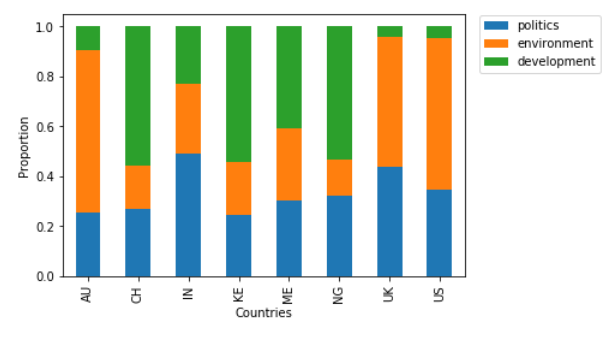 politics
environment
development
1.0
0.8
0.6
0.4
0.2
0.0
Proportion
AU CH IN KE ME NG UK US
Countries